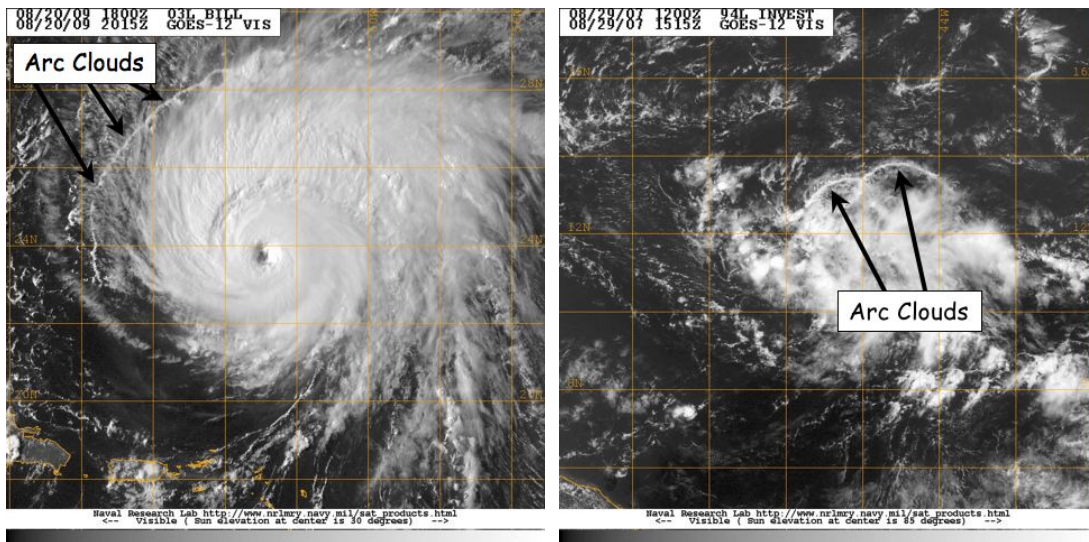 08/20/09 1800Z 03L BILL
08/20/09 2015Z GOES-12 VIS
Arc Clouds
28N
24N
24N
20N
20N
Naval Research Lab http://www.nrlmry.navy.mil/sat_products.html
<-- Visible ( Sun elevation at center is 30 degrees) -->
08/29/07 1200Z 94L INVEST
08/29/07 1515Z GOES-12 VIS
12N
Arc Clouds
8N
Naval Research Lab http://www.nrlmry.navy.mil/sat_products.html
<-- Visible ( Sun elevation at center is 85 degrees) -->